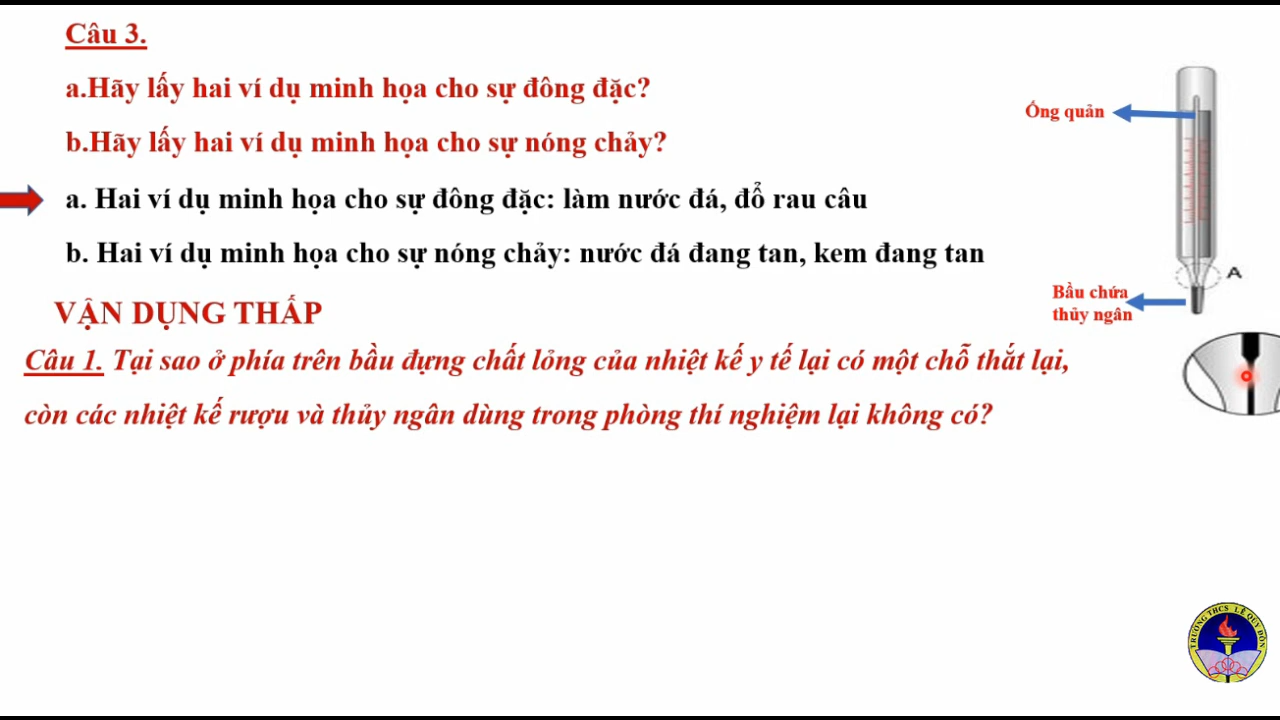 Câu 3.
a.Hãy lấy hai ví dụ minh họa cho sự đông đặc?
b.Hãy lấy hai ví dụ minh họa cho sự nóng chảy?
a. Hai ví dụ minh họa cho sự đông đặc: làm nước đá, đổ rau câu
b. Hai ví dụ minh họa cho sự nóng chảy: nước đá đang tan, kem đang tan
VẬN DỤNG THẤP
Câu 1. Tại sao ở phía trên bầu đựng chất lỏng của nhiệt kế y tế lại có một chỗ thắt lại,
còn các nhiệt kế rượu và thủy ngân dùng trong phòng thí nghiệm lại không có?
Ống quản
A
Bầu chứa
thủy ngân
TRƯỜNG THCS LÊ QUÝ ĐÔN